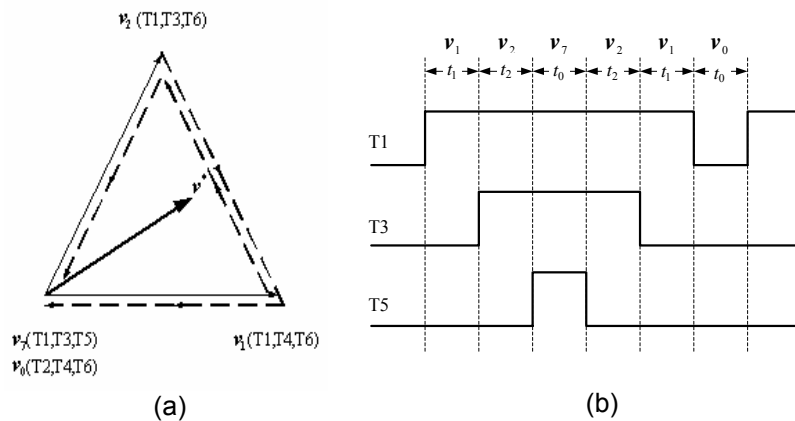 v₂ (T1,T3,T6)
v*
v₇(T1,T3,T5)
v₀(T2,T4,T6)
v₁(T1,T4,T6)
(a)
v₁ v₂ v₇ v₂ v₁ v₀
t₁ t₂ t₀ t₂ t₁ t₀
T1
T3
T5
(b)